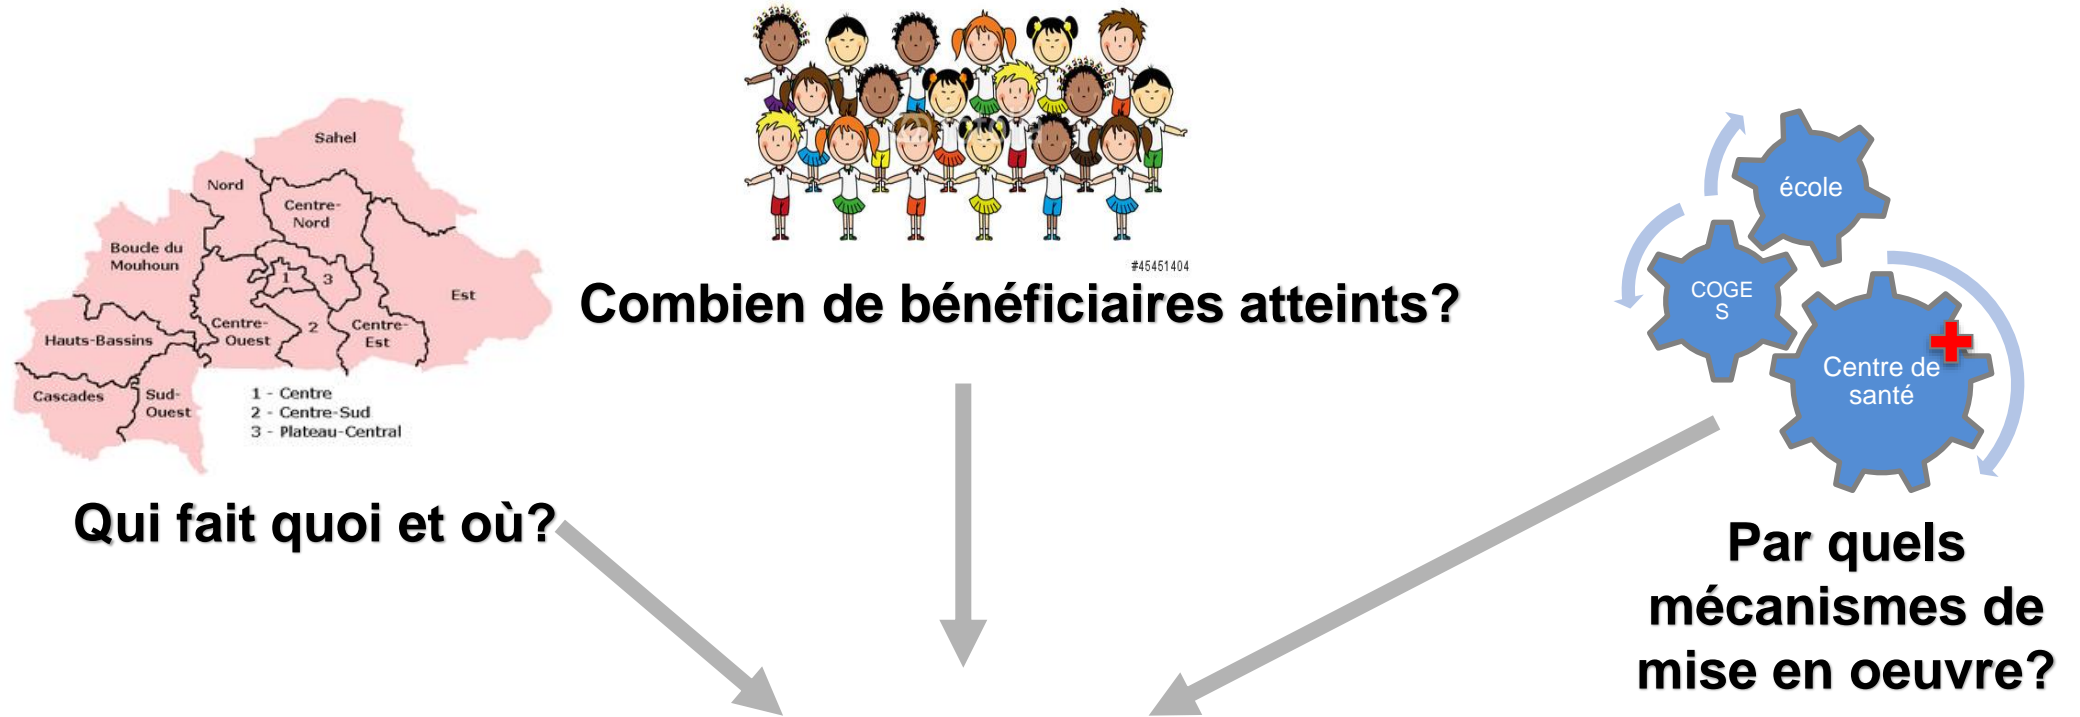 Sahel
Nord
Centre-
Nord
Boucle du
Mouhoun
1
3
Est
2
Centre-
Ouest
Centre-
Est
Hauts-Bassins
Cascades
Sud-
Ouest
1 - Centre
2 - Centre-Sud
3 - Plateau-Central
Qui fait quoi et où?
#45451404
Combien de bénéficiaires atteints?
école
COGE
S
Centre de
santé
Par quels
mécanismes de
mise en oeuvre?